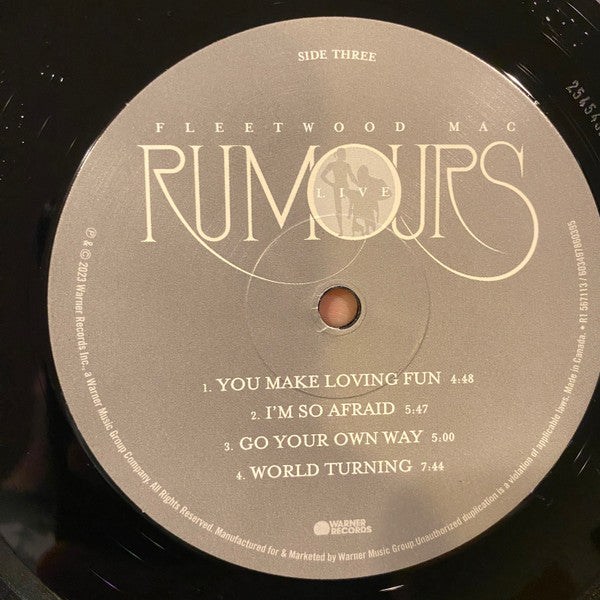 SIDE THREE
FLEETWOOD MAC
RUMOURS
LIVE
1. YOU MAKE LOVING FUN 4:48
2. I'M SO AFRAID 5:47
3. GO YOUR OWN WAY 5:00
4. WORLD TURNING 7:44
WARNER
RECORDS
℗ & © 2023 Warner Records Inc., a Warner Music Group Company. All Rights Reserved. Manufactured for & Marketed by Warner Music Group.Unauthorized duplication is a violation of applicable laws. Made in Canada. • R1 567113 / 603497860395